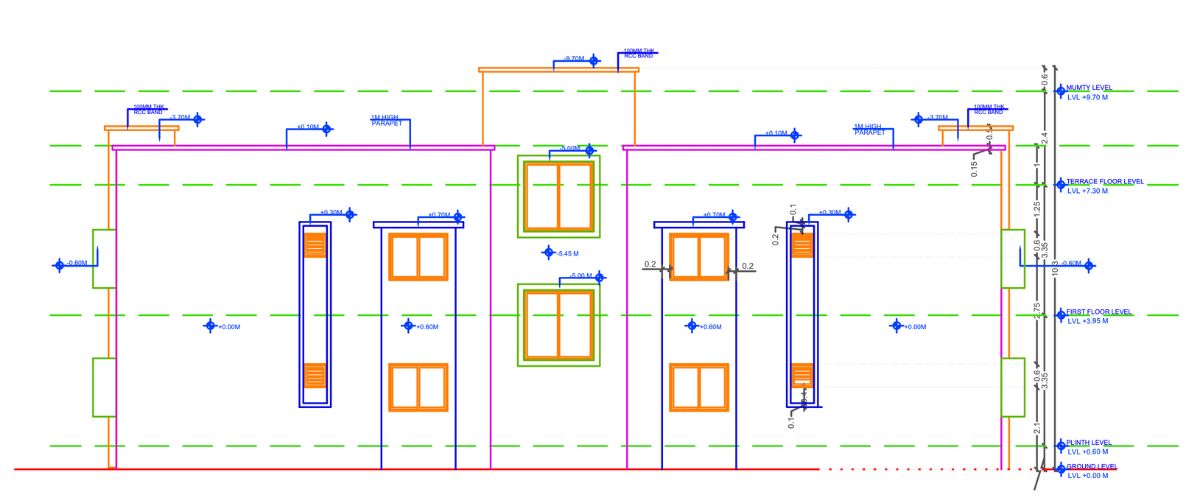 100MM THK
RCC BAND
-9.70M
MUMTY LEVEL
LVL +9.70 M
0.6
100MM THK
RCC BAND
-3.70M
+0.10M
1M HIGH
PARAPET
+0.10M
1M HIGH
PARAPET
-3.70M
100MM THK
RCC BAND
2.4
-5.00M
0.15
1
TERRACE FLOOR LEVEL
LVL +7.30 M
+0.30M
+0.70M
+0.70M
0.1
+0.30M
1.25
0.2
-0.60M
-5.45 M
0.2
0.2
0.6
3.35
10.3
-0.60M
-5.00 M
2.75
+0.00M
+0.60M
+0.60M
+0.00M
FIRST FLOOR LEVEL
LVL +3.95 M
0.6
3.35
0.1
2.1
PLINTH LEVEL
LVL +0.60 M
GROUND LEVEL
LVL +0.00 M